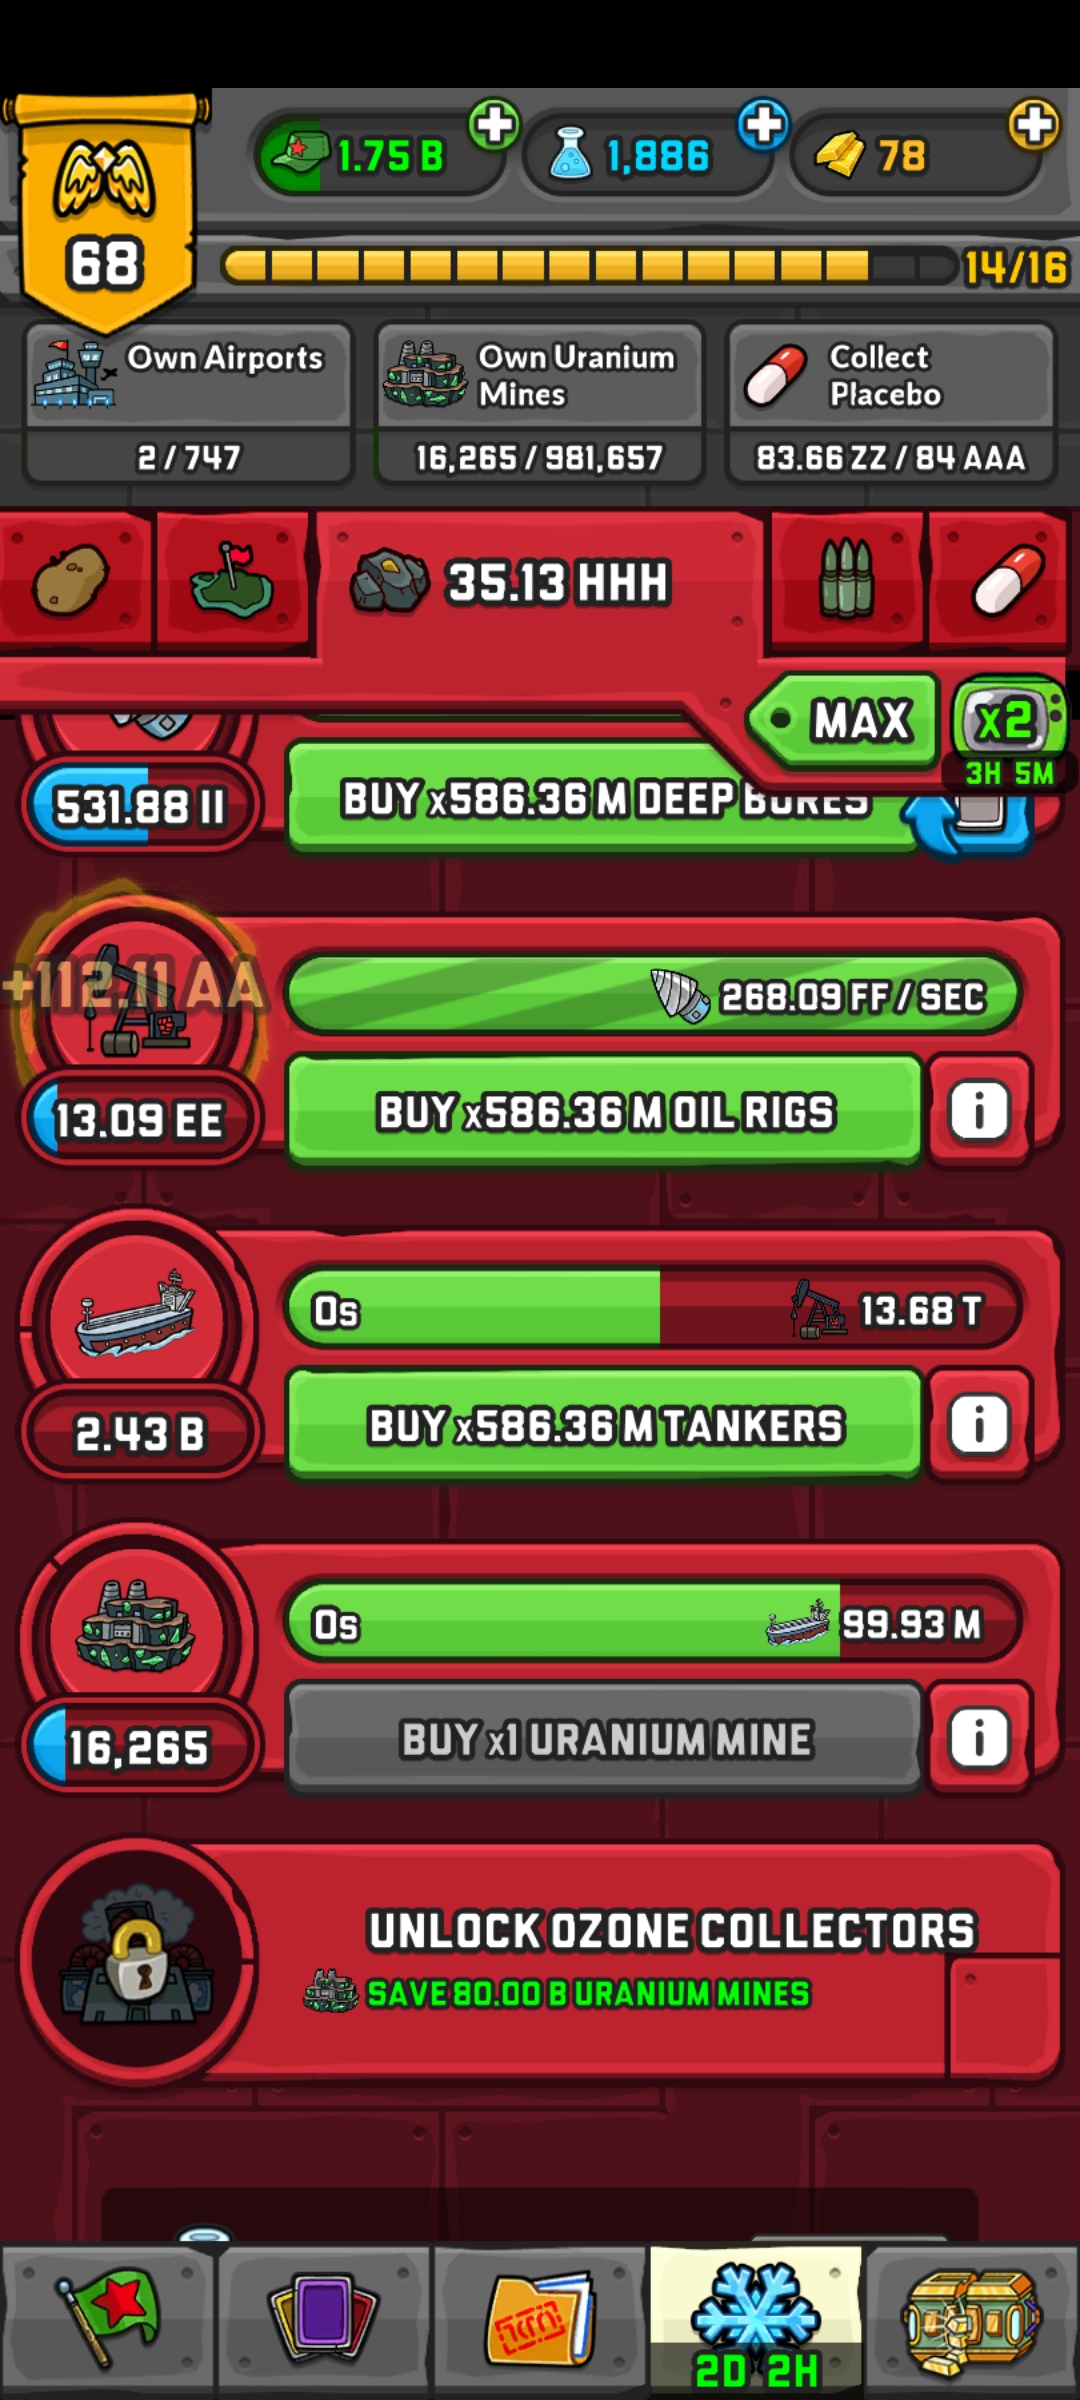 1.75 B
1,886
78
68
14/16
Own Airports
2 / 747
Own Uranium
Mines
16,265 / 981,657
Collect
Placebo
83.66 ZZ / 84 AAA
35.13 HHH
MAX
x2
3H 5M
531.88 II
BUY x586.36 M DEEP BORES
+112.11 AA
268.09 FF / SEC
13.09 EE
BUY x586.36 M OIL RIGS
i
0s
13.68 T
2.43 B
BUY x586.36 M TANKERS
i
0s
99.93 M
16,265
BUY x1 URANIUM MINE
i
UNLOCK OZONE COLLECTORS
SAVE 80.00 B URANIUM MINES
2D 2H